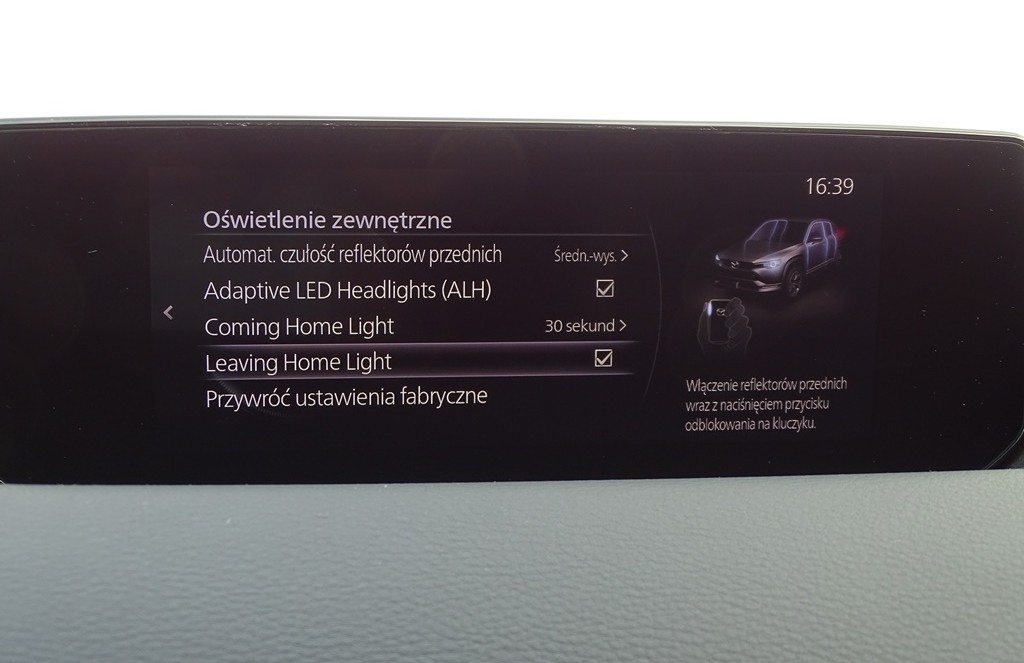 16:39
Oświetlenie zewnętrzne
Automat. czułość reflektorów przednich Średn.-wys. >
Adaptive LED Headlights (ALH)
Coming Home Light 30 sekund >
Leaving Home Light
Przywróć ustawienia fabryczne
Włączenie reflektorów przednich
wraz z naciśnięciem przycisku
odblokowania na kluczyku.